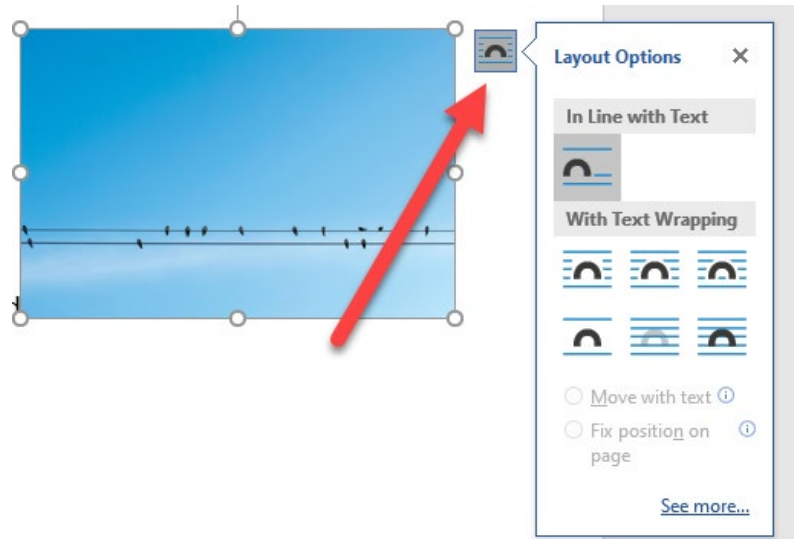 Layout Options
In Line with Text
With Text Wrapping
Move with text
Fix position on
page
See more...